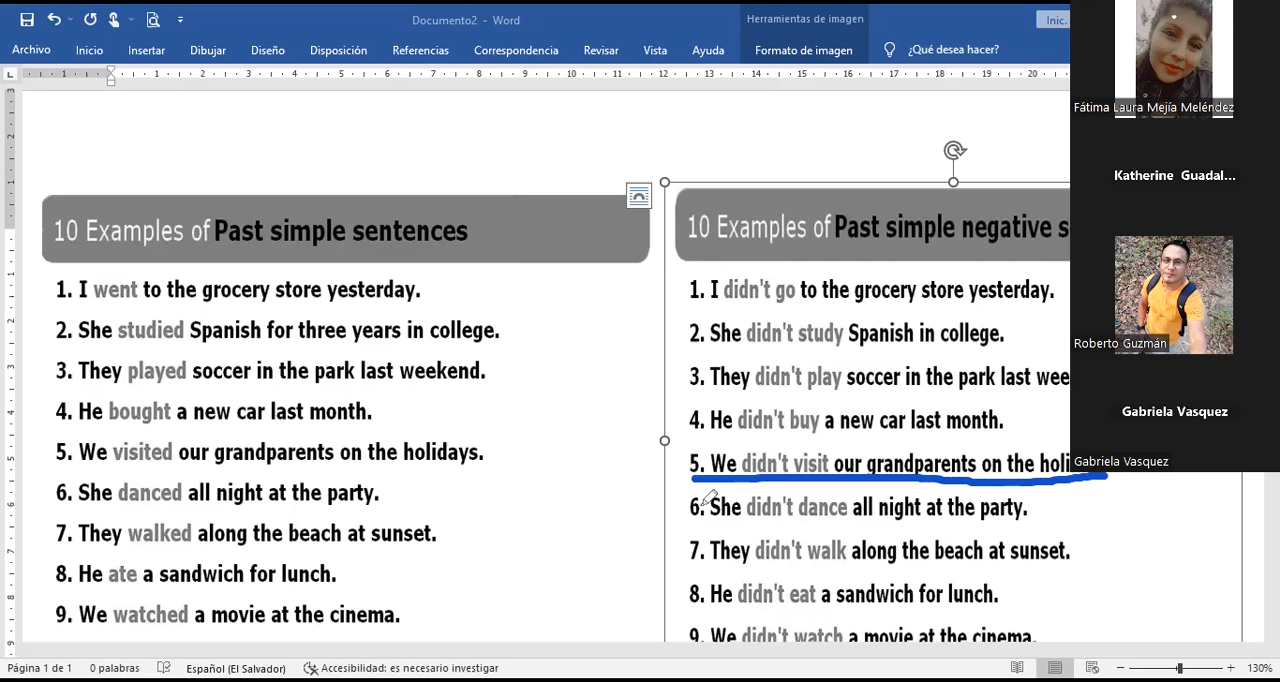 Documento2 - Word
Herramientas de imagen
Inic.
Archivo Inicio Insertar Dibujar Diseño Disposición Referencias Correspondencia Revisar Vista Ayuda Formato de imagen ¿Qué desea hacer?
10 Examples of Past simple sentences
1. I went to the grocery store yesterday.
2. She studied Spanish for three years in college.
3. They played soccer in the park last weekend.
4. He bought a new car last month.
5. We visited our grandparents on the holidays.
6. She danced all night at the party.
7. They walked along the beach at sunset.
8. He ate a sandwich for lunch.
9. We watched a movie at the cinema.
10 Examples of Past simple negative s
1. I didn't go to the grocery store yesterday.
2. She didn't study Spanish in college.
3. They didn't play soccer in the park last wee
4. He didn't buy a new car last month.
5. We didn't visit our grandparents on the holi
6. She didn't dance all night at the party.
7. They didn't walk along the beach at sunset.
8. He didn't eat a sandwich for lunch.
9. We didn't watch a movie at the cinema.
Fátima Laura Mejía Meléndez
Katherine Guadal...
Roberto Guzmán
Gabriela Vasquez
Gabriela Vasquez
Página 1 de 1 0 palabras Español (El Salvador) Accesibilidad: es necesario investigar 130%